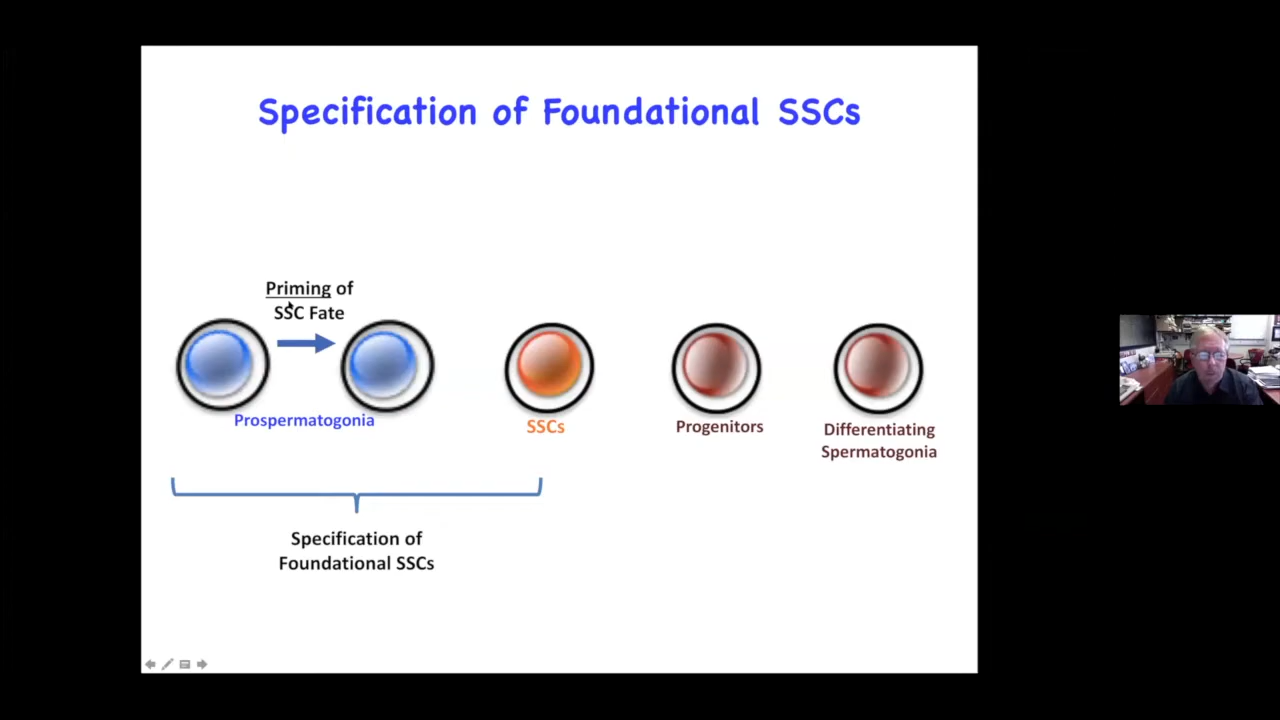 Specification of Foundational SSCs
Priming of
SSC Fate
Prospermatogonia
SSCs
Progenitors
Differentiating
Spermatogonia
Specification of
Foundational SSCs